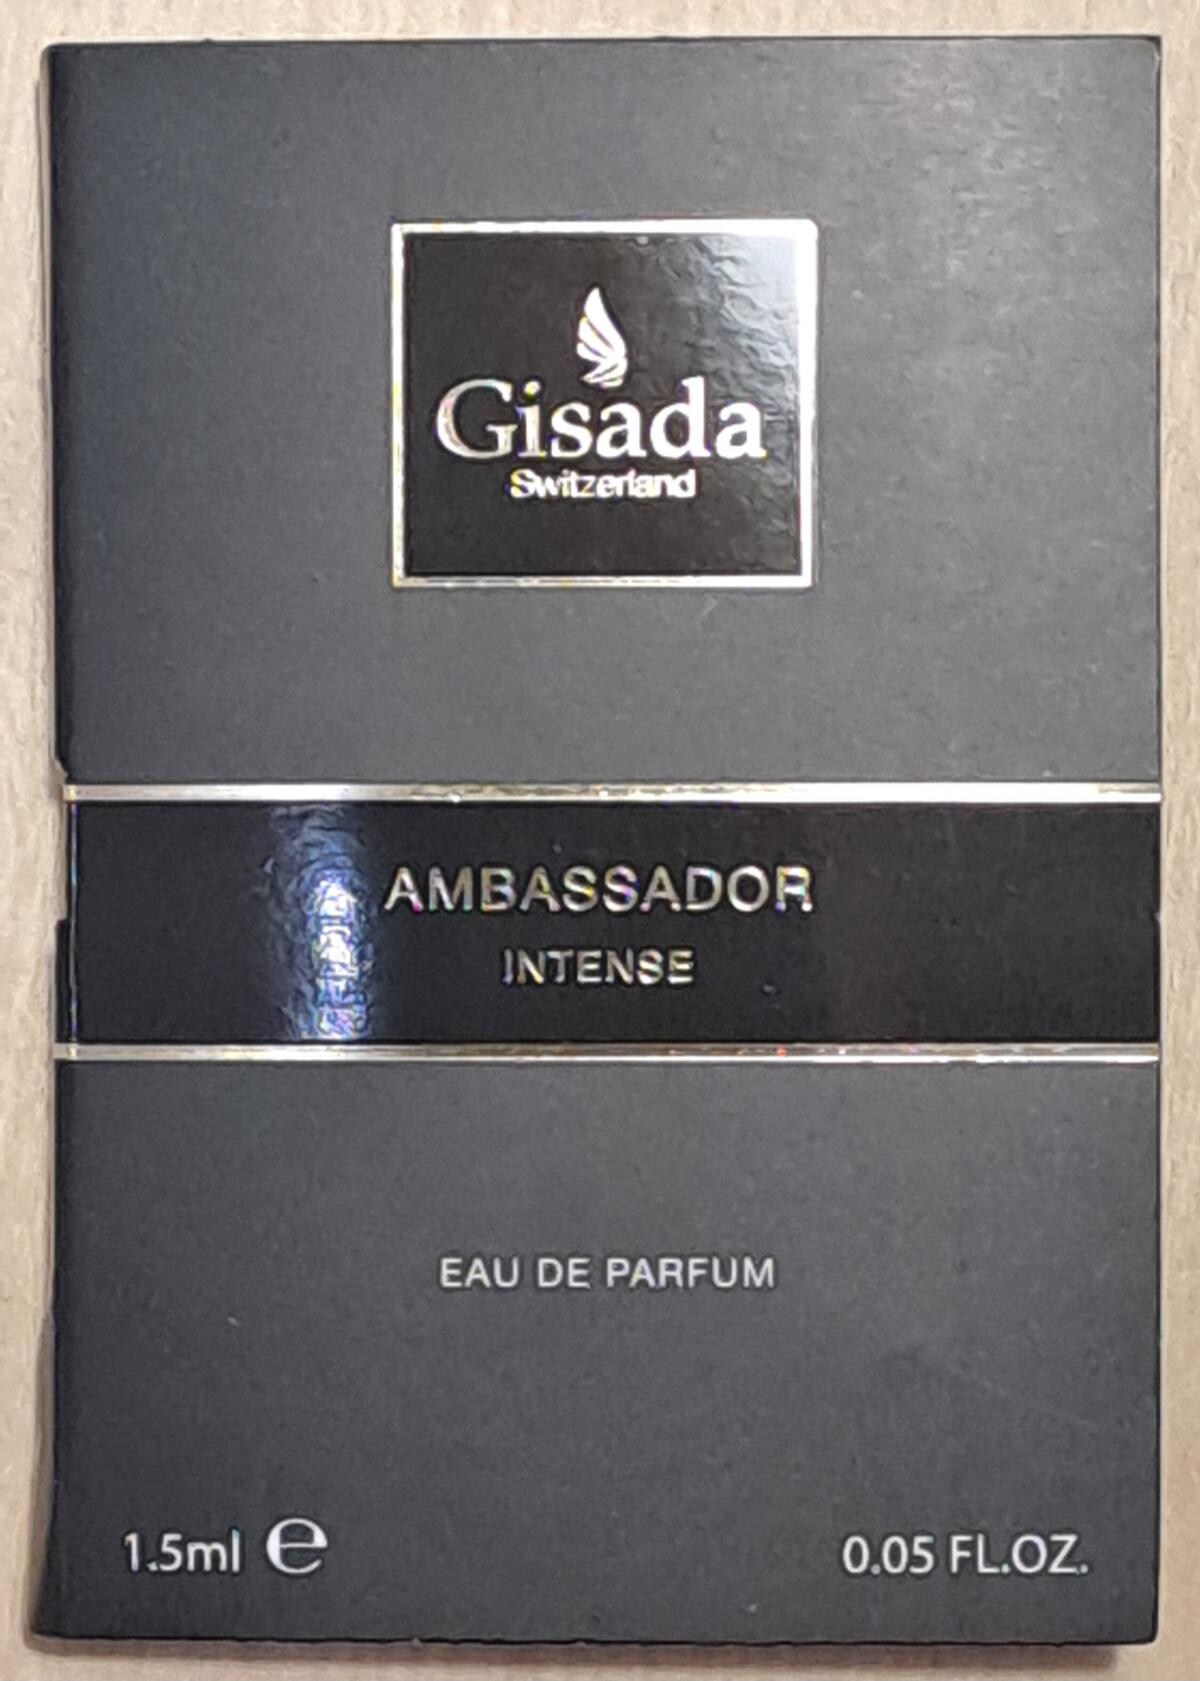 Gisada
Switzerland
AMBASSADOR
INTENSE
EAU DE PARFUM
1.5ml ℮ 0.05 FL.OZ.